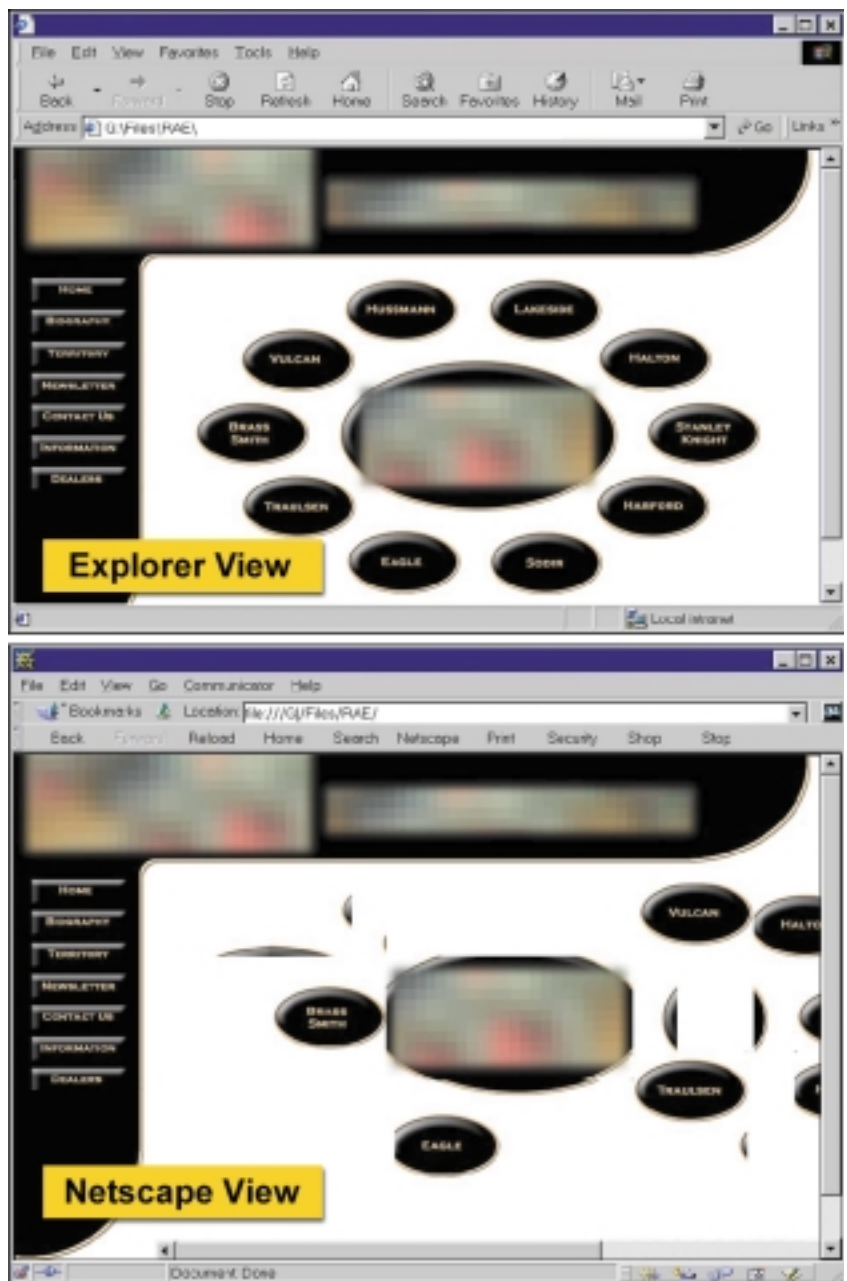 File Edit View Favorites Tools Help
Back Forward Stop Refresh Home Search Favorites History Mail Print
Address G:\Files\RAE\ Go Links »
HUSSMANN LAKESIDE
HOME
BIOGRAPHY
VULCAN HALTON
TERRITORY
NEWSLETTER
CONTACT US
BRASS SMITH STANLEY KNIGHT
INFORMATION
DEALERS
TRAULSEN HARFORD
EAGLE
Explorer View
Local intranet
File Edit View Go Communicator Help
Bookmarks Location: file:///G|/Files/RAE/
Back Forward Reload Home Search Netscape Print Security Shop Stop
HOME
BIOGRAPHY
VULCAN
TERRITORY
NEWSLETTER
CONTACT US
BRASS SMITH
INFORMATION
DEALERS
TRAULSEN
EAGLE
Netscape View
Document: Done